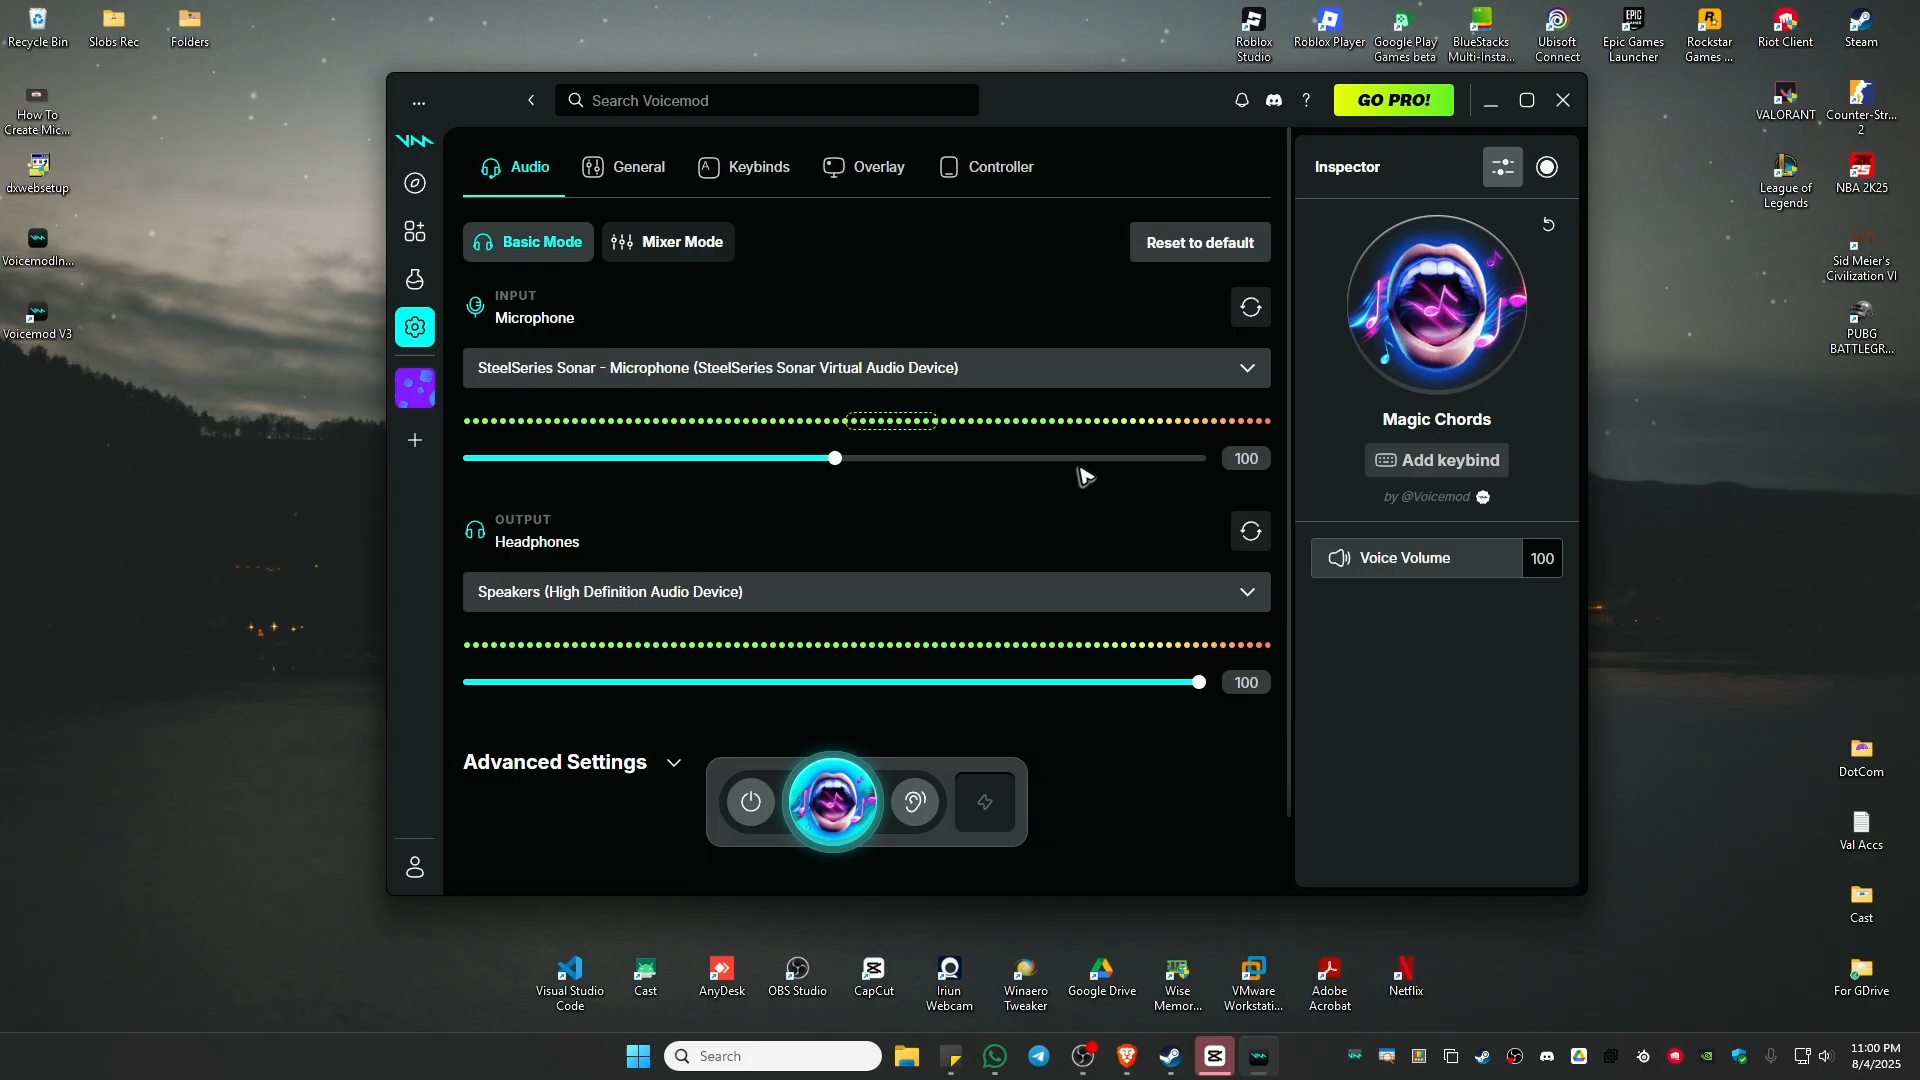 Recycle Bin
Slobs Rec
Folders
How To
Create Mic...
dxwebsetup
VoicemodIn...
Voicemod V3
Roblox
Studio
Roblox Player
Google Play
Games beta
BlueStacks
Multi-Insta...
Ubisoft
Connect
EPIC
GAMES
Epic Games
Launcher
Rockstar
Games ...
Riot Client
Steam
VALORANT
Counter-Str...
2
League of
Legends
2K
25
NBA 2K25
Sid Meier's
Civilization VI
PUBG
BATTLEGR...
DotCom
Val Accs
Cast
For GDrive
...
Search Voicemod
?
GO PRO!
Audio
General
A
Keybinds
Overlay
Controller
Basic Mode
Mixer Mode
Reset to default
INPUT
Microphone
SteelSeries Sonar - Microphone (SteelSeries Sonar Virtual Audio Device)
100
OUTPUT
Headphones
Speakers (High Definition Audio Device)
100
Advanced Settings
Inspector
Magic Chords
Add keybind
by @Voicemod
Voice Volume
100
Visual Studio
Code
Cast
AnyDesk
OBS Studio
CapCut
Iriun
Webcam
Winaero
Tweaker
Google Drive
Wise
Memor...
VMware
Workstati...
Adobe
Acrobat
Netflix
Search
11:00 PM
8/4/2025